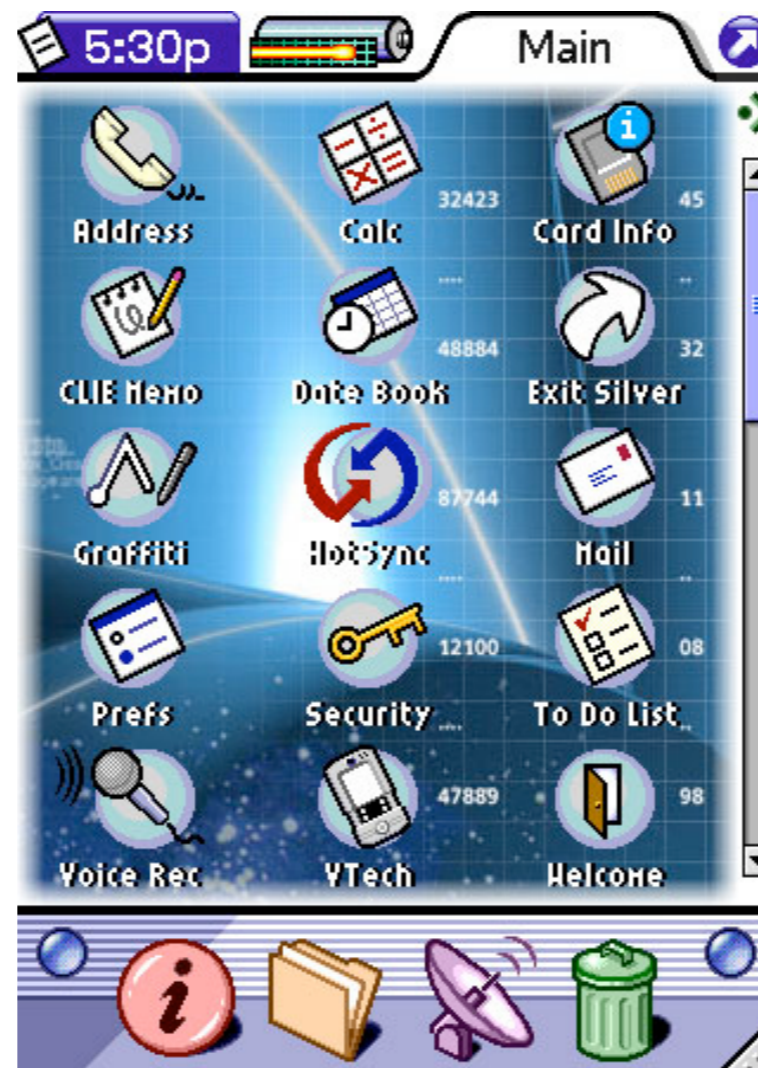 5:30p
Main
Address
Calc
Card Info
32423
45
CLIE Memo
Date Book
Exit Silver
48884
32
Graffiti
HotSync
Mail
87744
11
Prefs
Security
To Do List
12100
08
Voice Rec
VTech
Welcome
47889
98